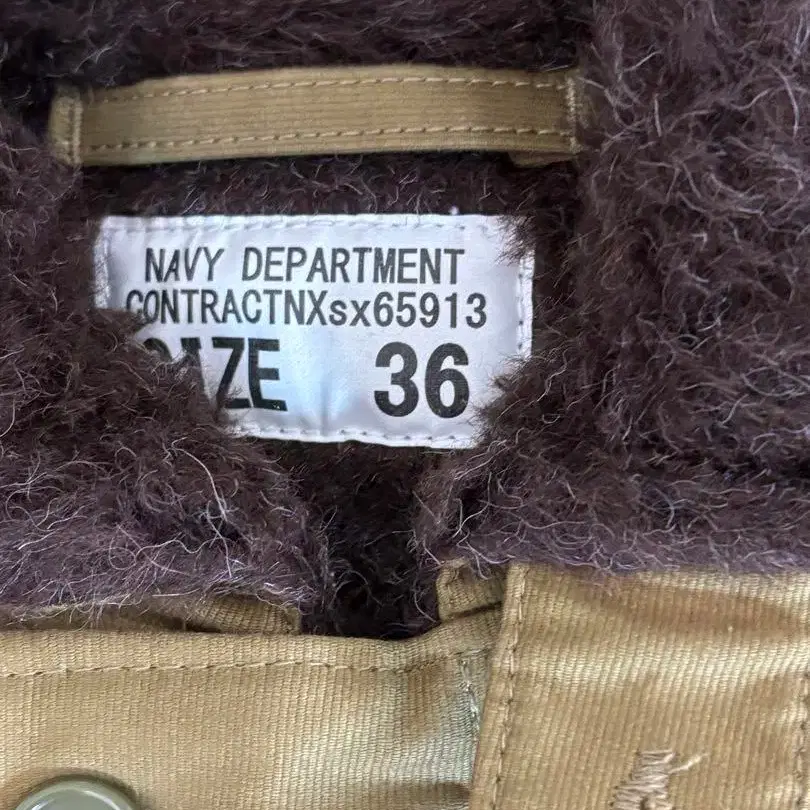 NAVY DEPARTMENT
CONTRACTNXsx65913
SIZE 36